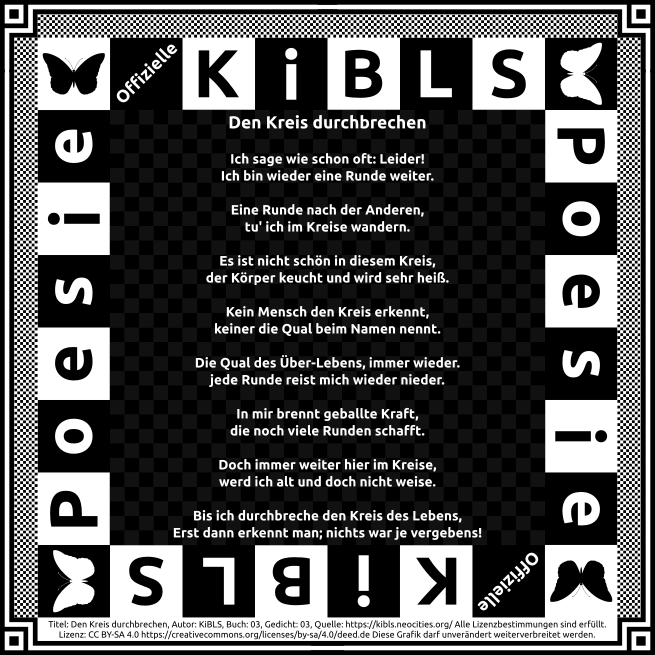 Offizielle KiBLS
Poesie
Poesie
Den Kreis durchbrechen
Ich sage wie schon oft: Leider!
Ich bin wieder eine Runde weiter.
Eine Runde nach der Anderen,
tu' ich im Kreise wandern.
Es ist nicht schön in diesem Kreis,
der Körper keucht und wird sehr heiß.
Kein Mensch den Kreis erkennt,
keiner die Qual beim Namen nennt.
Die Qual des Über-Lebens, immer wieder.
jede Runde reist mich wieder nieder.
In mir brennt geballte Kraft,
die noch viele Runden schafft.
Doch immer weiter hier im Kreise,
werd ich alt und doch nicht weise.
Bis ich durchbreche den Kreis des Lebens,
Erst dann erkennt man; nichts war je vergebens!
Offizielle KiBLS
Titel: Den Kreis durchbrechen, Autor: KiBLS, Buch: 03, Gedicht: 03, Quelle: https://kibls.neocities.org/ Alle Lizenzbestimmungen sind erfüllt.
Lizenz: CC BY-SA 4.0 https://creativecommons.org/licenses/by-sa/4.0/deed.de Diese Grafik darf unverändert weiterverbreitet werden.